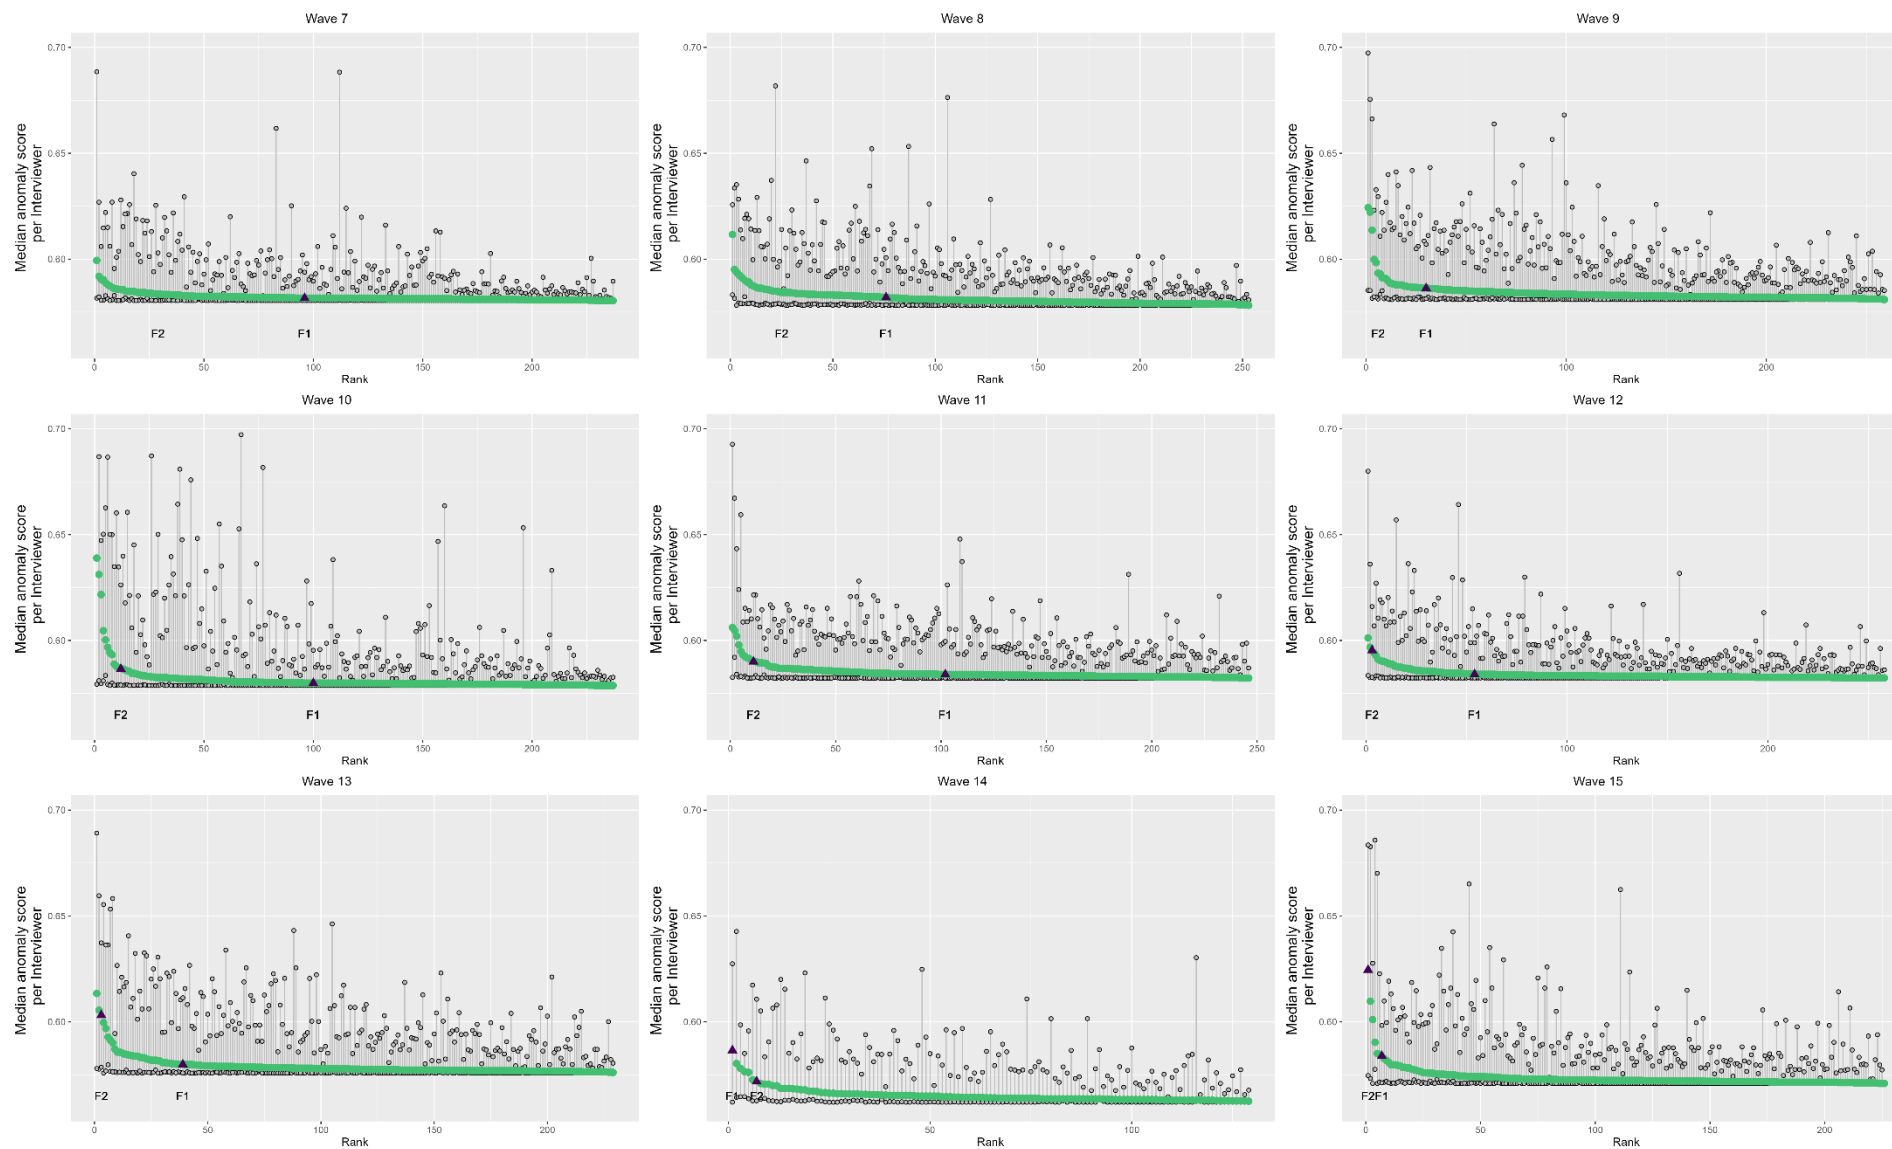 Wave 7
Median anomaly score
per Interviewer
0.70
0.65
0.60
F2
F1
0
50
100
150
200
Rank
Wave 8
Median anomaly score
per Interviewer
0.70
0.65
0.60
F2
F1
0
50
100
150
200
250
Rank
Wave 9
Median anomaly score
per Interviewer
0.70
0.65
0.60
F2
F1
0
100
200
Rank
Wave 10
Median anomaly score
per Interviewer
0.70
0.65
0.60
F2
F1
0
50
100
150
200
Rank
Wave 11
Median anomaly score
per Interviewer
0.70
0.65
0.60
F2
F1
0
50
100
150
200
250
Rank
Wave 12
Median anomaly score
per Interviewer
0.70
0.65
0.60
F2
F1
0
100
200
Rank
Wave 13
Median anomaly score
per Interviewer
0.70
0.65
0.60
F2
F1
0
50
100
150
200
Rank
Wave 14
Median anomaly score
per Interviewer
0.70
0.65
0.60
F1
F2
0
50
100
Rank
Wave 15
Median anomaly score
per Interviewer
0.70
0.65
0.60
F2F1
0
50
100
150
200
Rank